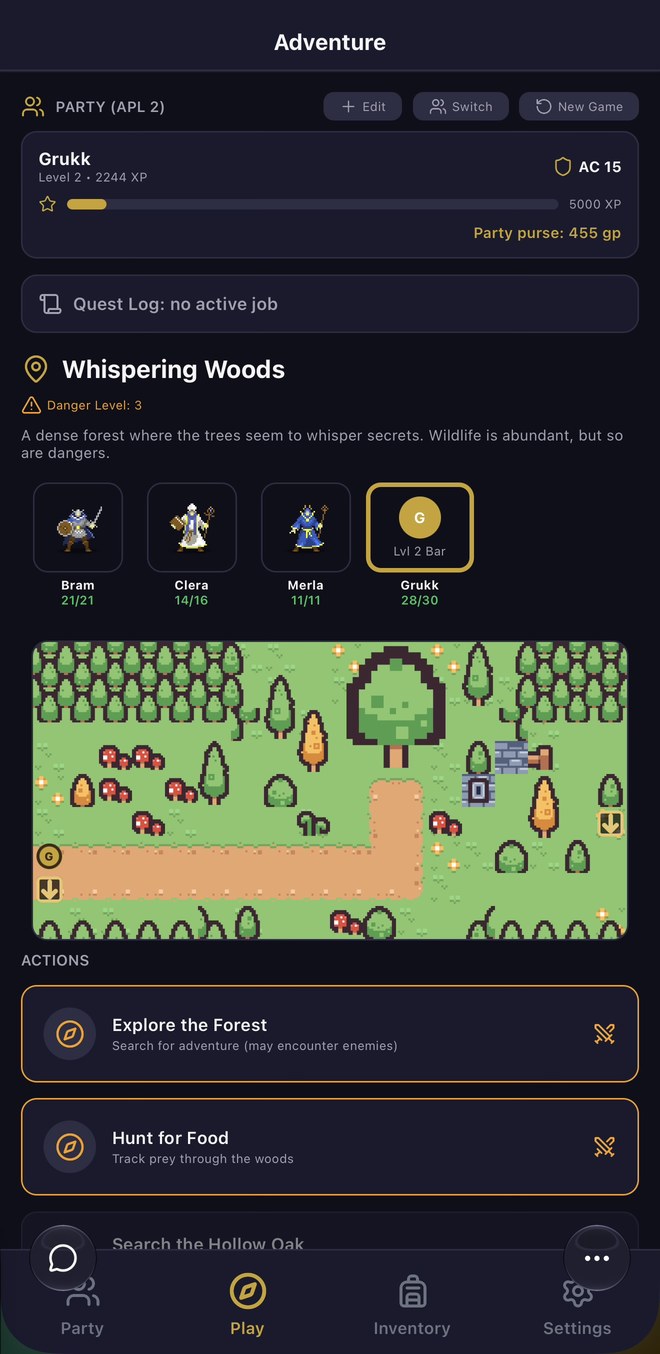 Adventure
PARTY (APL 2)
Edit
Switch
New Game
Grukk
AC 15
Level 2 • 2244 XP
5000 XP
Party purse: 455 gp
Quest Log: no active job
Whispering Woods
Danger Level: 3
A dense forest where the trees seem to whisper secrets. Wildlife is abundant, but so
are dangers.
G
Lvl 2 Bar
Bram
Clera
Merla
Grukk
21/21
14/16
11/11
28/30
G
ACTIONS
Explore the Forest
Search for adventure (may encounter enemies)
Hunt for Food
Track prey through the woods
Search the Hollow Oak
Party
Play
Inventory
Settings